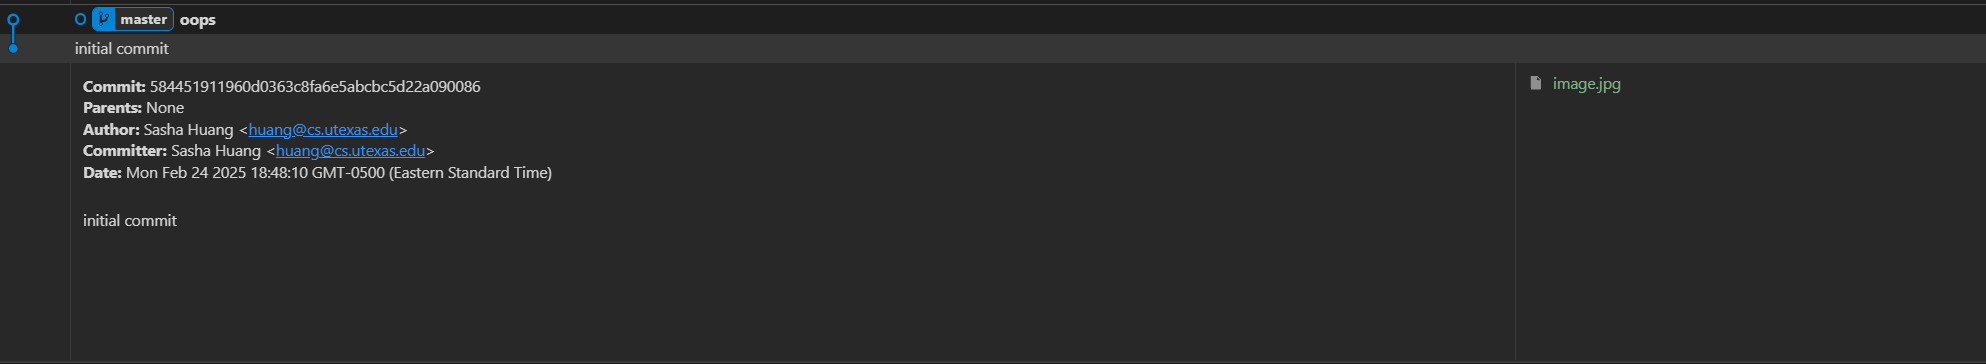 master oops
initial commit
Commit: 584451911960d0363c8fa6e5abcbc5d22a090086
Parents: None
Author: Sasha Huang <huang@cs.utexas.edu>
Committer: Sasha Huang <huang@cs.utexas.edu>
Date: Mon Feb 24 2025 18:48:10 GMT-0500 (Eastern Standard Time)
initial commit
image.jpg